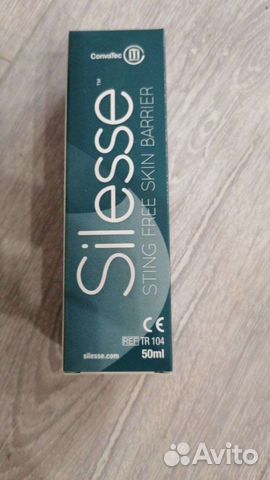 ConvaTec
Silesse™
STING FREE SKIN BARRIER
CE
REF TR 104
silesse.com
50ml
Avito